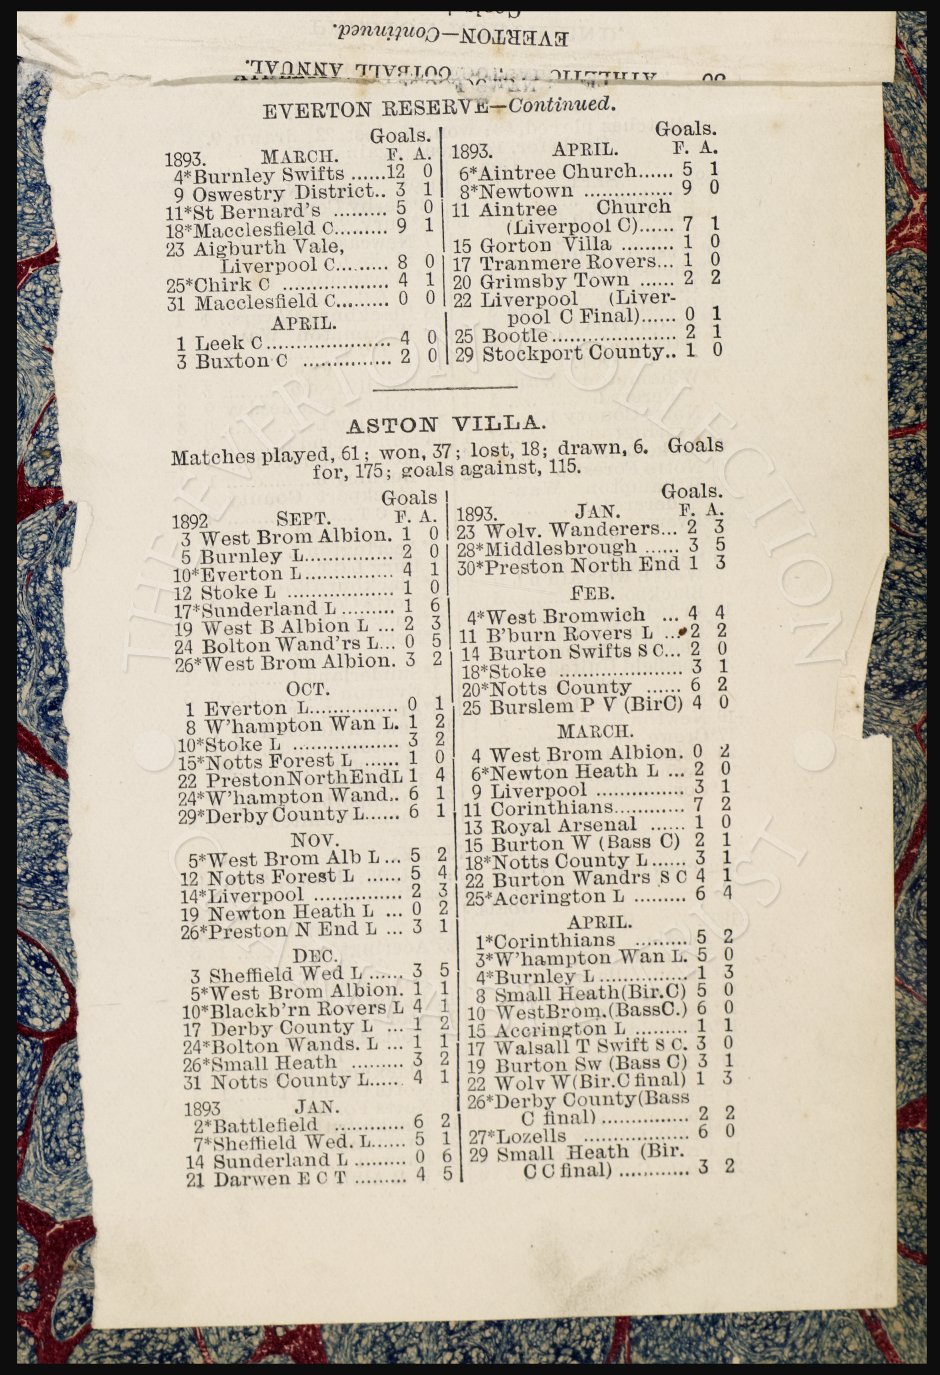 EVERTON—Continued.
EVERTON RESERVE—Continued.
Goals.
1893. MARCH. F. A.
4*Burnley Swifts ......12 0
9 Oswestry District.. 3 1
11*St Bernard's ......... 5 0
18*Macclesfield C......... 9 1
23 Aigburth Vale,
Liverpool C......... 8 0
25*Chirk C .................. 4 1
31 Macclesfield C......... 0 0
APRIL.
1 Leek C..................... 4 0
3 Buxton C ............... 2 0
Goals.
1893. APRIL. F. A.
6*Aintree Church...... 5 1
8*Newtown ............... 9 0
11 Aintree Church
(Liverpool C)...... 7 1
15 Gorton Villa ......... 1 0
17 Tranmere Rovers... 1 0
20 Grimsby Town ...... 2 2
22 Liverpool (Liver-
pool C Final)...... 0 1
25 Bootle..................... 2 1
29 Stockport County.. 1 0
ASTON VILLA.
Matches played, 61; won, 37; lost, 18; drawn, 6. Goals
for, 175; goals against, 115.
Goals
1892 SEPT. F. A.
3 West Brom Albion. 1 0
5 Burnley L............... 2 0
10*Everton L............... 4 1
12 Stoke L .................. 1 0
17*Sunderland L ......... 1 6
19 West B Albion L ... 2 3
24 Bolton Wand'rs L... 0 5
26*West Brom Albion. 3 2
OCT.
1 Everton L............... 0 1
8 W'hampton Wan L. 1 2
10*Stoke L .................. 3 2
15*Notts Forest L ...... 1 0
22 PrestonNorthEndL 1 4
24*W'hampton Wand.. 6 1
29*Derby County L...... 6 1
NOV.
5*West Brom Alb L... 5 2
12 Notts Forest L ...... 5 4
14*Liverpool ............... 2 3
19 Newton Heath L ... 0 2
26*Preston N End L ... 3 1
DEC.
3 Sheffield Wed L ...... 3 5
5*West Brom Albion. 1 1
10*Blackb'rn Rovers L 4 1
17 Derby County L ... 1 2
24*Bolton Wands. L ... 1 1
26*Small Heath ......... 3 2
31 Notts County L...... 4 1
1893 JAN.
2*Battlefield ............ 6 2
7*Sheffield Wed. L...... 5 1
14 Sunderland L ......... 0 6
21 Darwen E C T ......... 4 5
Goals.
1893. JAN. F. A.
23 Wolv. Wanderers... 2 3
28*Middlesbrough ...... 3 5
30*Preston North End 1 3
FEB.
4*West Bromwich ... 4 4
11 B'burn Rovers L ... 2 2
14 Burton Swifts S C... 2 0
18*Stoke ..................... 3 1
20*Notts County ...... 6 2
25 Burslem P V (BirC) 4 0
MARCH.
4 West Brom Albion. 0 2
6*Newton Heath L ... 2 0
9 Liverpool ............... 3 1
11 Corinthians............ 7 2
13 Royal Arsenal ...... 1 0
15 Burton W (Bass C) 2 1
18*Notts County L...... 3 1
22 Burton Wandrs S C 4 1
25*Accrington L ......... 6 4
APRIL.
1*Corinthians ......... 5 2
3*W'hampton Wan L. 5 0
4*Burnley L............... 1 3
8 Small Heath(Bir.C) 5 0
10 WestBrom.(BassC.) 6 0
15 Accrington L ......... 1 1
17 Walsall T Swift S C. 3 0
19 Burton Sw (Bass C) 3 1
22 Wolv W(Bir.C final) 1 3
26*Derby County(Bass
C final)............... 2 2
27*Lozells .................. 6 0
29 Small Heath (Bir.
C C final)............ 3 2
THE EVERTON COLLECTION